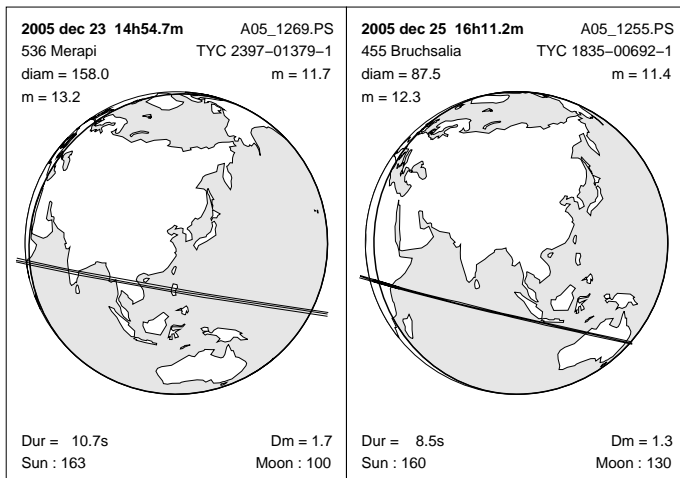 2005 dec 23 14h54.7m A05_1269.PS
536 Merapi TYC 2397−01379−1
diam = 158.0 m = 11.7
m = 13.2
Dur = 10.7s Dm = 1.7
Sun : 163 Moon : 100
2005 dec 25 16h11.2m A05_1255.PS
455 Bruchsalia TYC 1835−00692−1
diam = 87.5 m = 11.4
m = 12.3
Dur = 8.5s Dm = 1.3
Sun : 160 Moon : 130